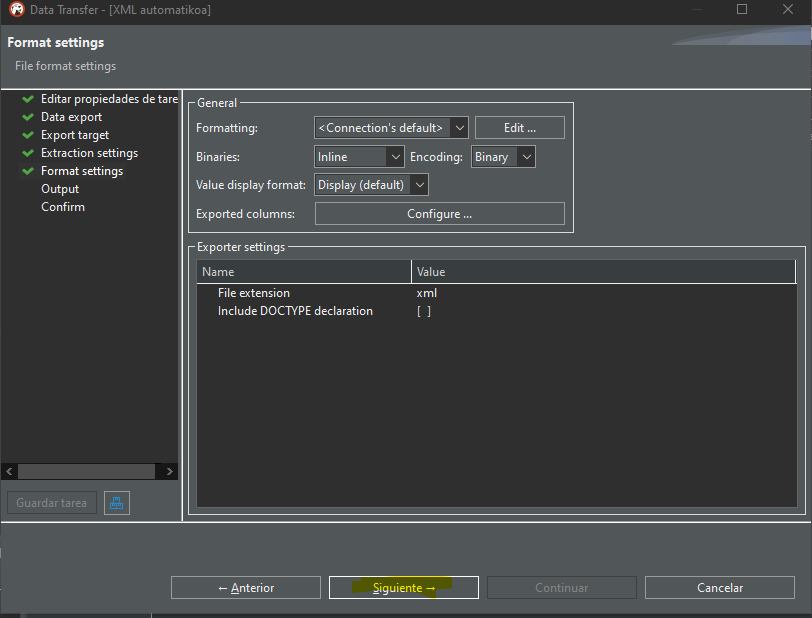 Data Transfer - [XML automatikoa]
Format settings
File format settings
Editar propiedades de tare
Data export
Export target
Extraction settings
Format settings
Output
Confirm
General
Formatting: <Connection's default> Edit ...
Binaries: Inline Encoding: Binary
Value display format: Display (default)
Exported columns: Configure ...
Exporter settings
Name Value
File extension xml
Include DOCTYPE declaration [ ]
Guardar tarea
← Anterior Siguiente → Continuar Cancelar